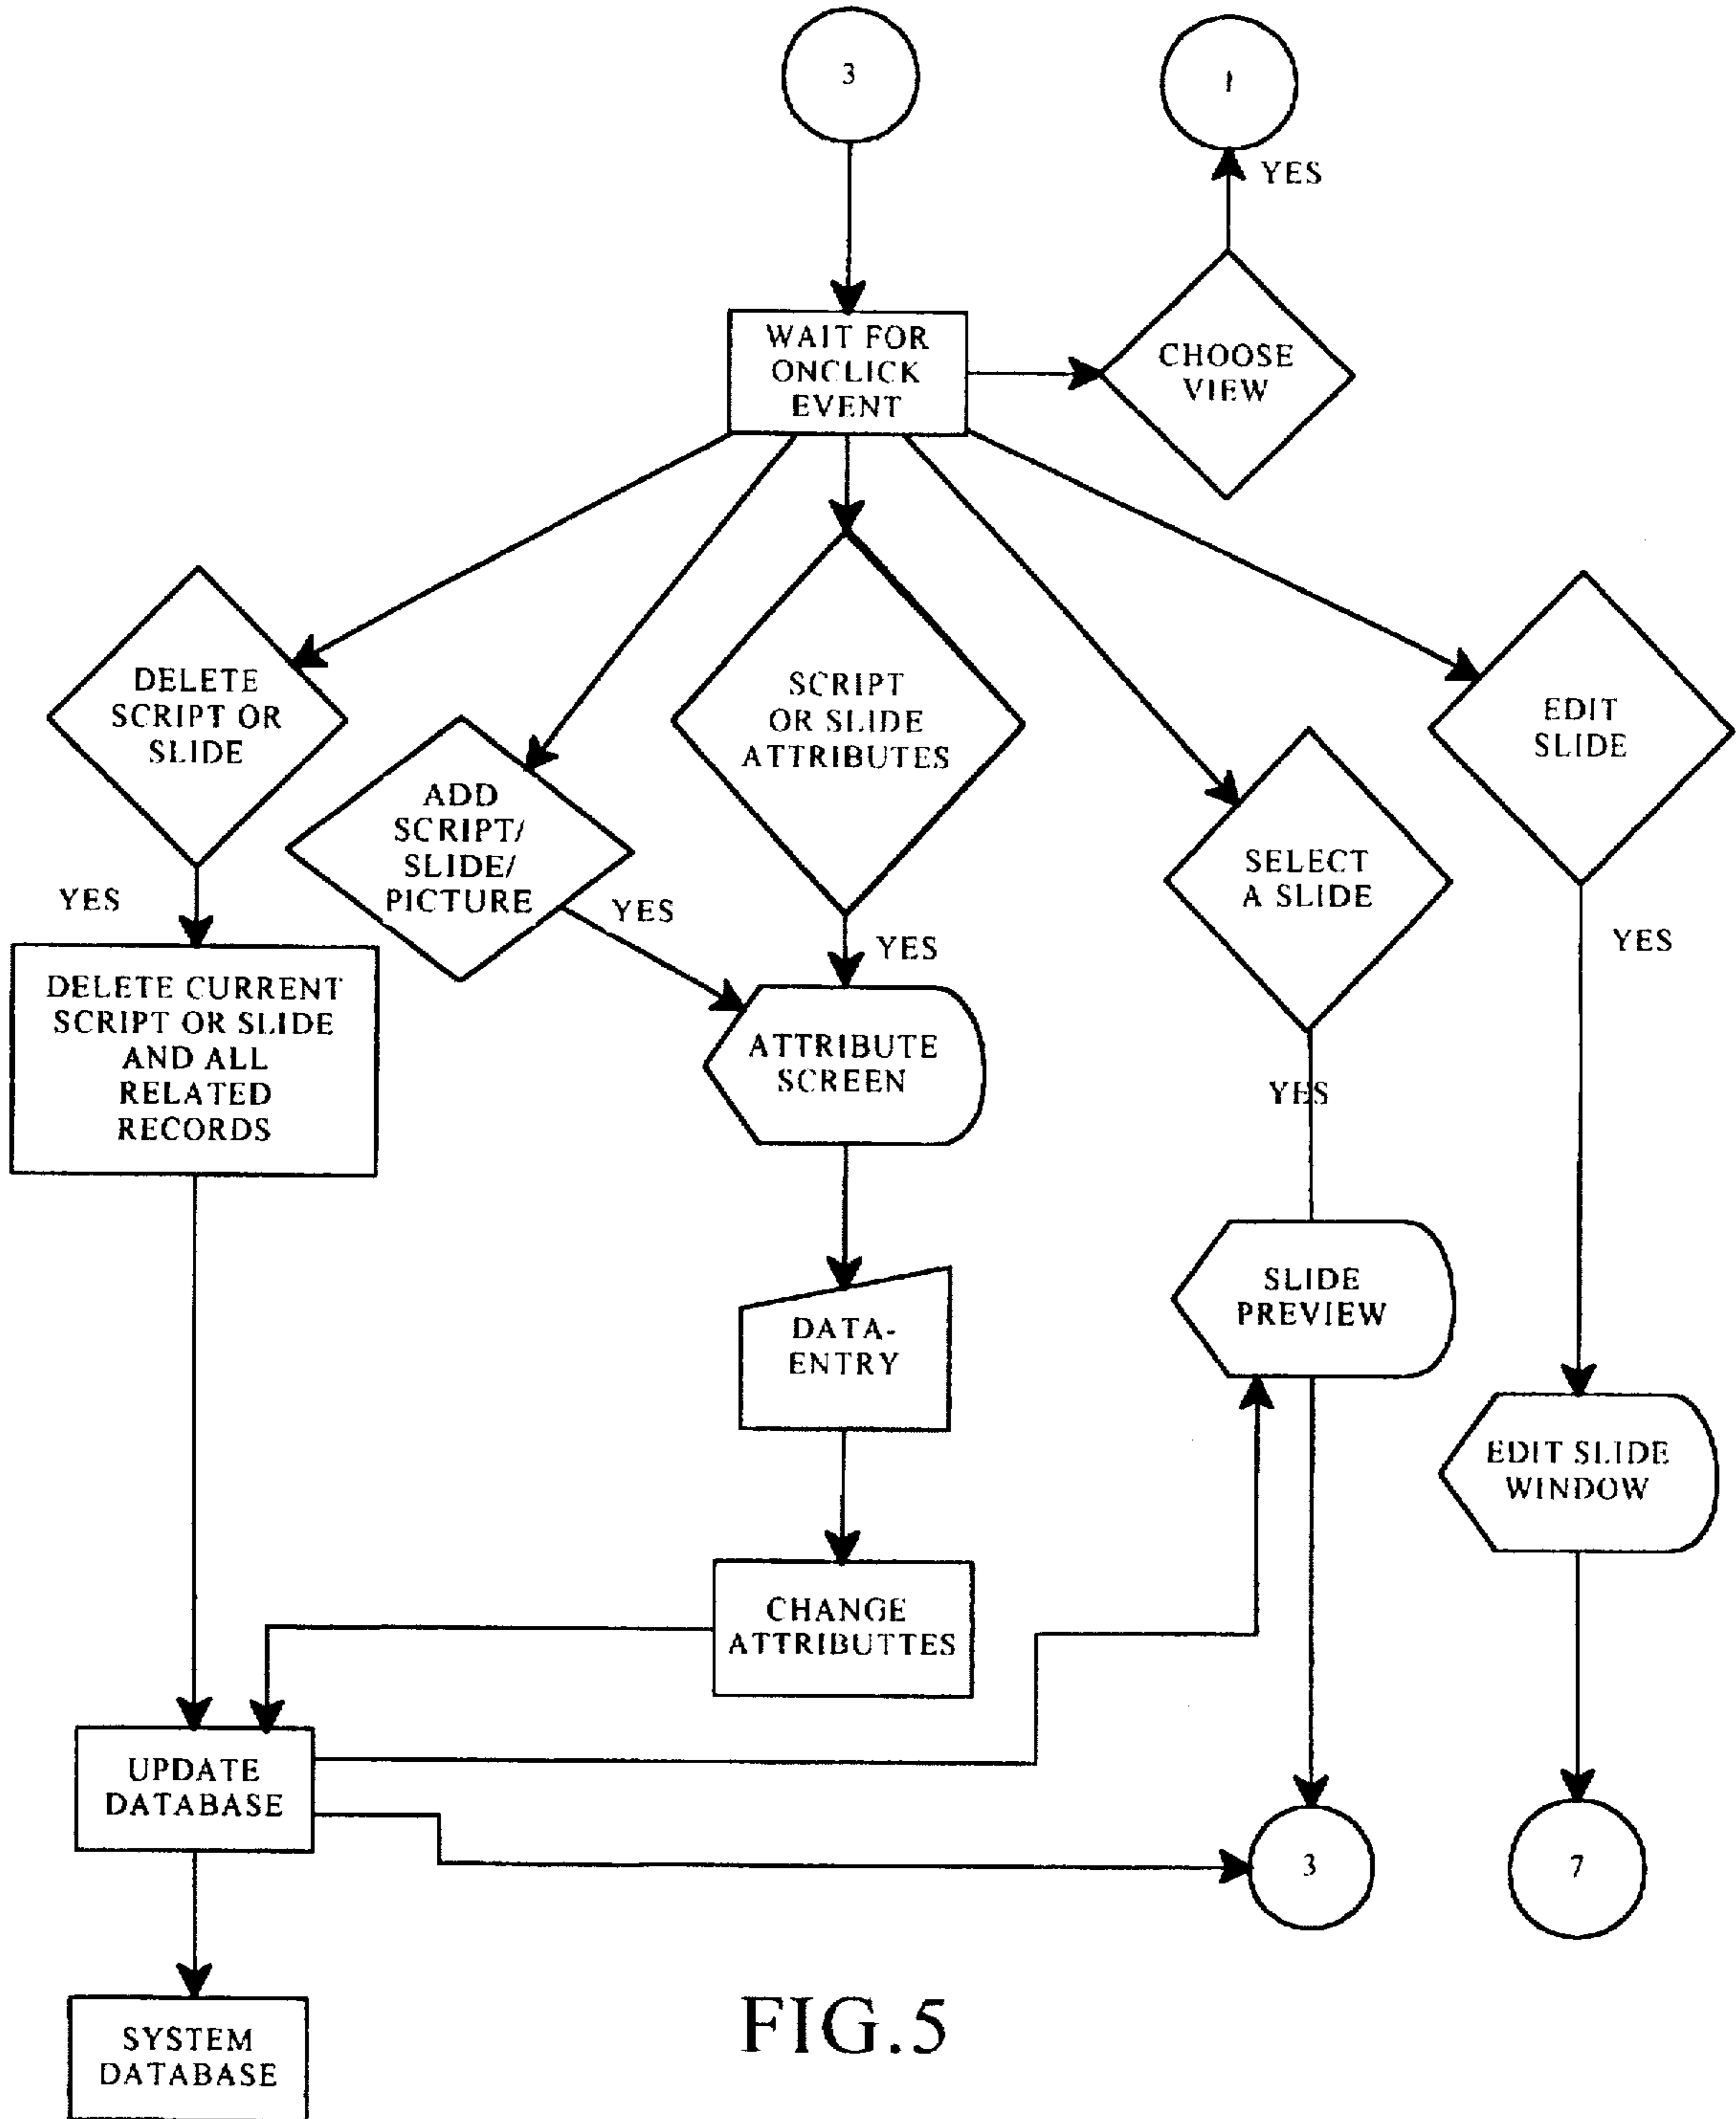 3
1
YES
WAIT FOR
ONCLICK
EVENT
CHOOSE
VIEW
DELETE
SCRIPT OR
SLIDE
ADD
SCRIPT/
SLIDE/
PICTURE
SCRIPT
OR SLIDE
ATTRIBUTES
SELECT
A SLIDE
EDIT
SLIDE
YES
YES
YES
YES
YES
DELETE CURRENT
SCRIPT OR SLIDE
AND ALL
RELATED
RECORDS
ATTRIBUTE
SCREEN
DATA-
ENTRY
SLIDE
PREVIEW
EDIT SLIDE
WINDOW
CHANGE
ATTRIBUTTES
UPDATE
DATABASE
3
7
SYSTEM
DATABASE
FIG.5